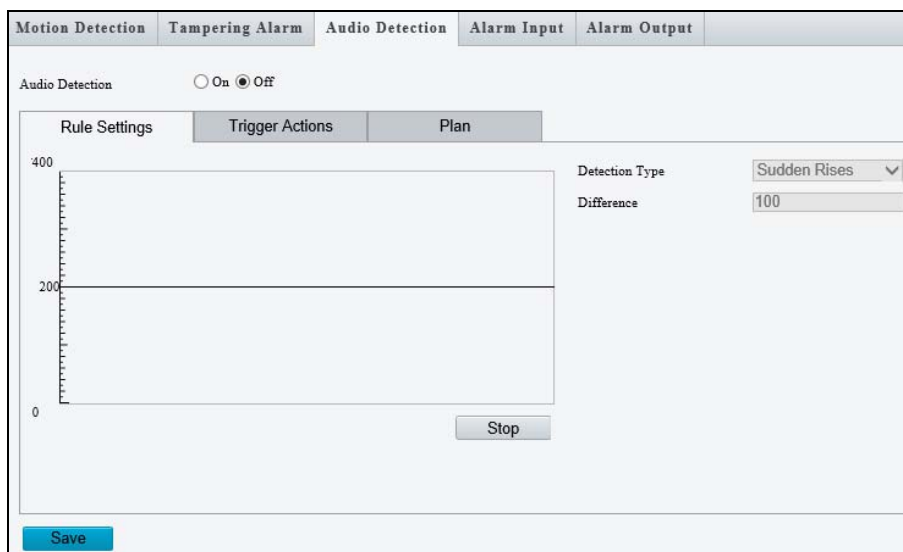 Motion Detection Tampering Alarm Audio Detection Alarm Input Alarm Output
Audio Detection On Off
Rule Settings Trigger Actions Plan
400
Detection Type Sudden Rises
Difference 100
200
0
Stop
Save